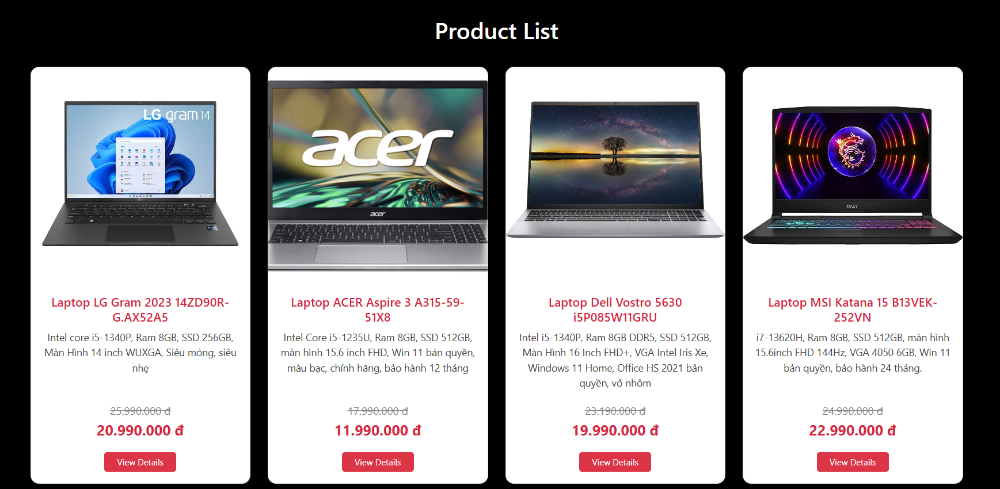 Product List
LG gram 14
Laptop LG Gram 2023 14ZD90R-
G.AX52A5
Intel core i5-1340P, Ram 8GB, SSD 256GB,
Màn Hình 14 inch WUXGA, Siêu mỏng, siêu
nhẹ
25.990.000 đ
20.990.000 đ
View Details
acer
acer
Laptop ACER Aspire 3 A315-59-
51X8
Intel Core i5-1235U, Ram 8GB, SSD 512GB,
màn hình 15.6 inch FHD, Win 11 bản quyền,
màu bạc, chính hãng, bảo hành 12 tháng
17.990.000 đ
11.990.000 đ
View Details
Laptop Dell Vostro 5630
i5P085W11GRU
Intel i5-1340P, Ram 8GB DDR5, SSD 512GB,
Màn Hình 16 Inch FHD+, VGA Intel Iris Xe,
Windows 11 Home, Office HS 2021 bản
quyền, vỏ nhôm
23.190.000 đ
19.990.000 đ
View Details
msi
Laptop MSI Katana 15 B13VEK-
252VN
i7-13620H, Ram 8GB, SSD 512GB, màn hình
15.6inch FHD 144Hz, VGA 4050 6GB, Win 11
bản quyền, bảo hành 24 tháng.
24.990.000 đ
22.990.000 đ
View Details